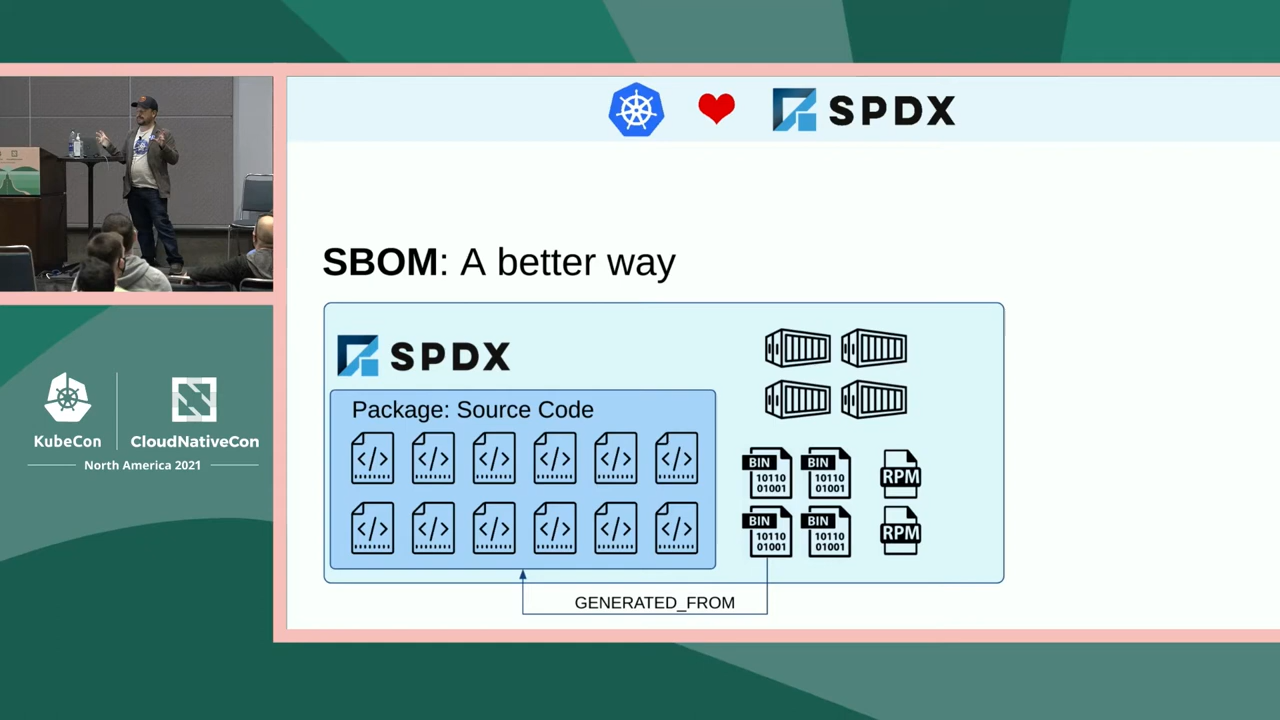 SPDX
SBOM: A better way
SPDX
Package: Source Code
BIN
10110
01001
BIN
10110
01001
RPM
BIN
10110
01001
BIN
10110
01001
RPM
GENERATED_FROM
KubeCon
CloudNativeCon
North America 2021